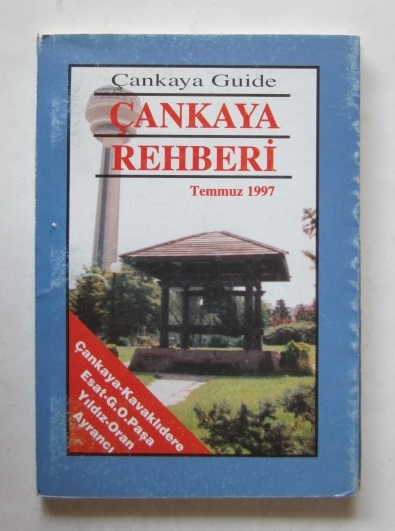 Çankaya Guide
ÇANKAYA
REHBERİ
Temmuz 1997
Çankaya-Kavaklıdere
Esat-G.O.Paşa
Yıldız-Oran
Ayrancı